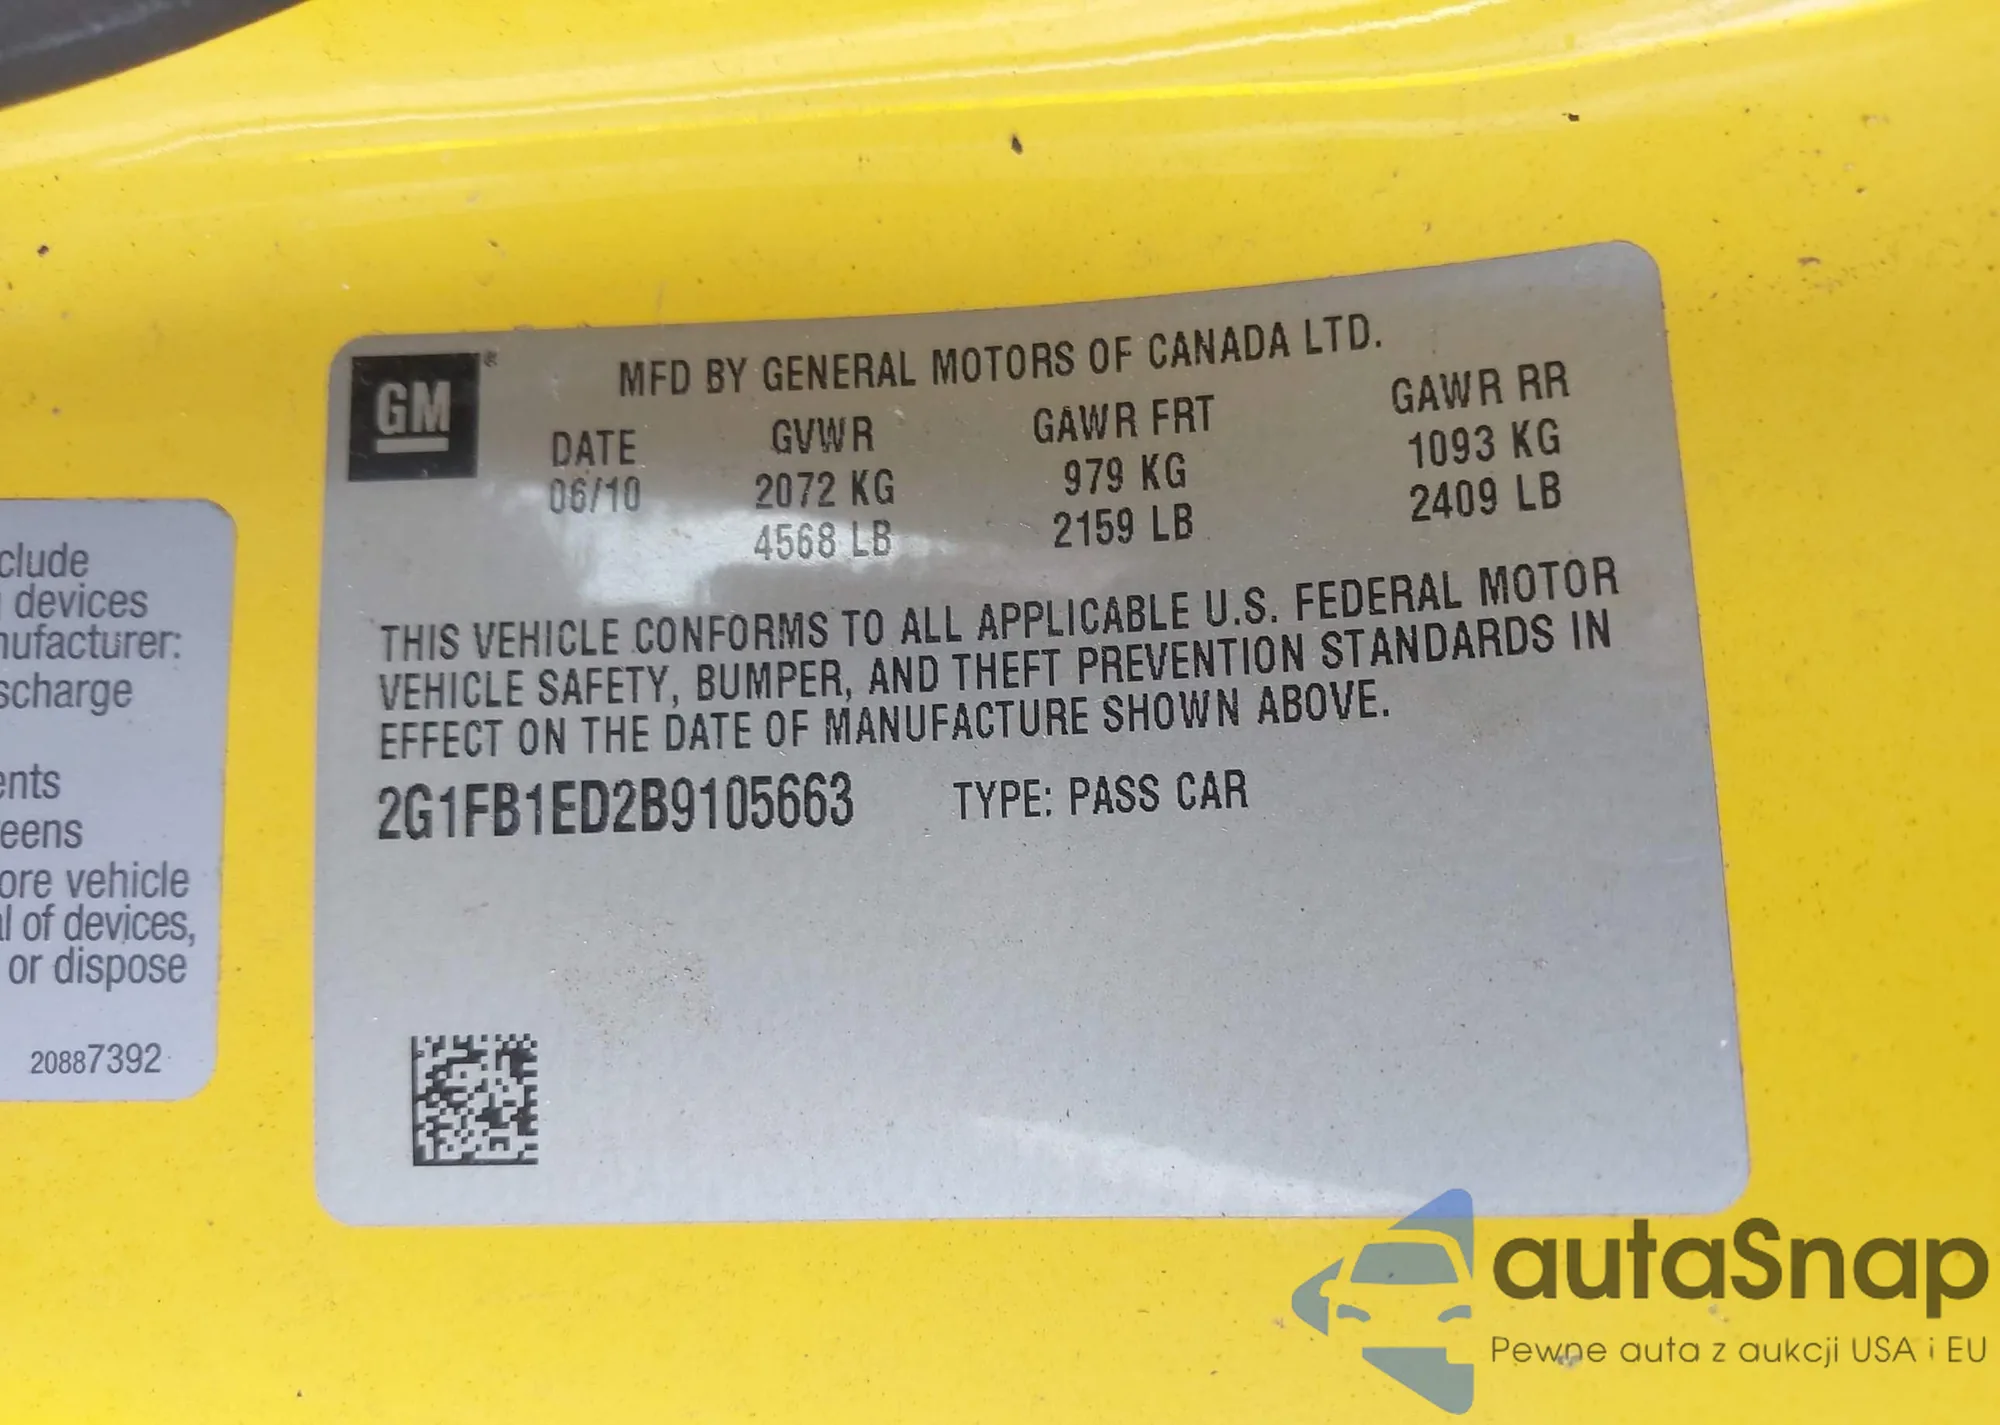 GM ®
MFD BY GENERAL MOTORS OF CANADA LTD.
DATE GVWR GAWR FRT GAWR RR
06/10 2072 KG 979 KG 1093 KG
4568 LB 2159 LB 2409 LB
THIS VEHICLE CONFORMS TO ALL APPLICABLE U.S. FEDERAL MOTOR
VEHICLE SAFETY, BUMPER, AND THEFT PREVENTION STANDARDS IN
EFFECT ON THE DATE OF MANUFACTURE SHOWN ABOVE.
2G1FB1ED2B9105663 TYPE: PASS CAR
clude
devices
nufacturer:
scharge
ents
eens
ore vehicle
l of devices,
or dispose
20887392
autaSnap
Pewne auta z aukcji USA i EU